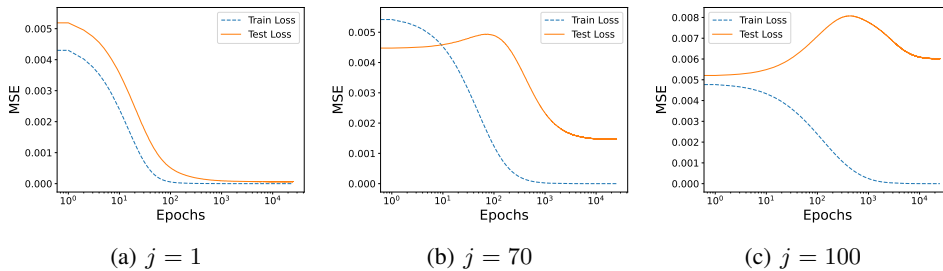 Train Loss
Test Loss
0.005
0.004
0.003
0.002
0.001
0.000
MSE
10^0 10^1 10^2 10^3 10^4
Epochs
(a) j = 1
Train Loss
Test Loss
0.005
0.004
0.003
0.002
0.001
0.000
MSE
10^0 10^1 10^2 10^3 10^4
Epochs
(b) j = 70
Train Loss
Test Loss
0.008
0.007
0.006
0.005
0.004
0.003
0.002
0.001
0.000
MSE
10^0 10^1 10^2 10^3 10^4
Epochs
(c) j = 100